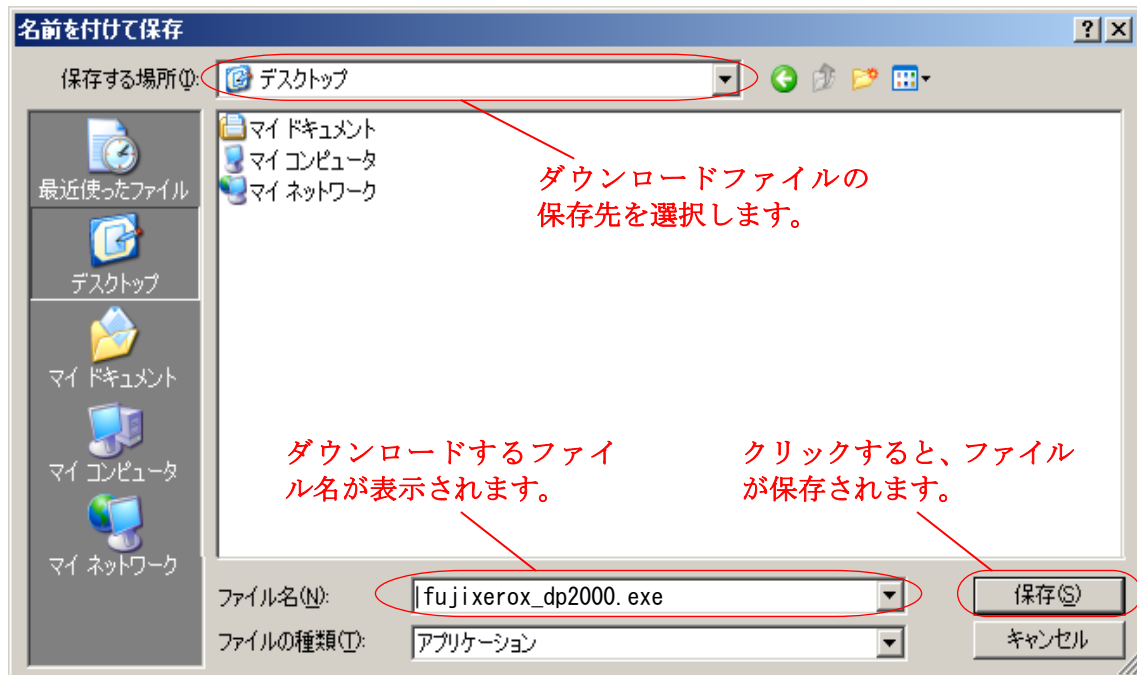 名前を付けて保存
保存する場所(I):
デスクトップ
最近使ったファイル
デスクトップ
マイ ドキュメント
マイ コンピュータ
マイ ネットワーク
マイ ドキュメント
マイ コンピュータ
マイ ネットワーク
ダウンロードファイルの
保存先を選択します。
ダウンロードするファイ
ル名が表示されます。
クリックすると、ファイル
が保存されます。
ファイル名(N):
fujixerox_dp2000.exe
保存(S)
ファイルの種類(T):
アプリケーション
キャンセル